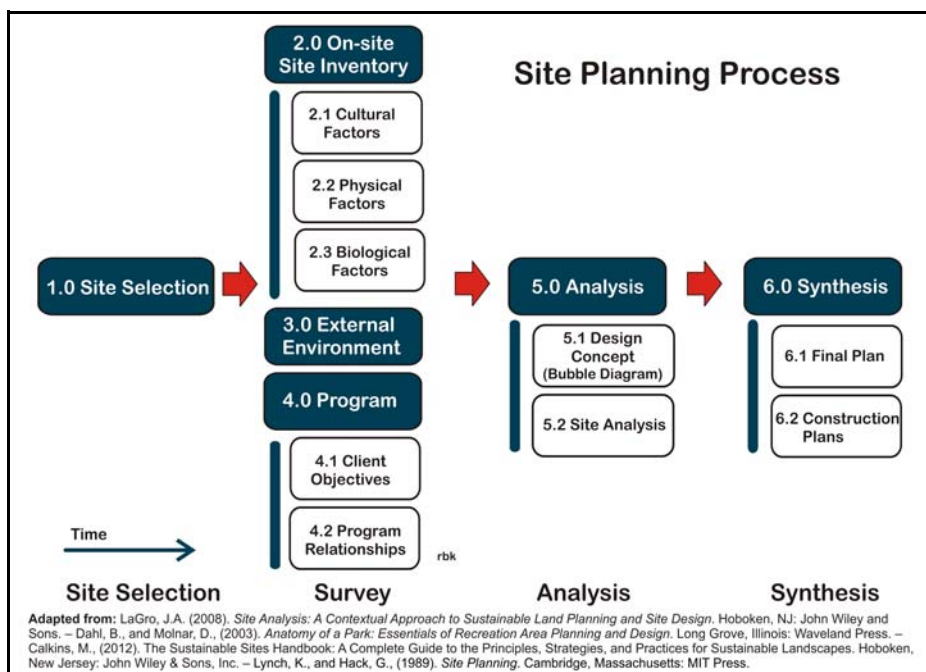 Site Planning Process
1.0 Site Selection
2.0 On-site
Site Inventory
2.1 Cultural
Factors
2.2 Physical
Factors
2.3 Biological
Factors
3.0 External
Environment
4.0 Program
4.1 Client
Objectives
4.2 Program
Relationships
5.0 Analysis
5.1 Design
Concept
(Bubble Diagram)
5.2 Site Analysis
6.0 Synthesis
6.1 Final Plan
6.2 Construction
Plans
Time
rbk
Site Selection
Survey
Analysis
Synthesis
Adapted from: LaGro, J.A. (2008). Site Analysis: A Contextual Approach to Sustainable Land Planning and Site Design. Hoboken, NJ: John Wiley and
Sons. – Dahl, B., and Molnar, D., (2003). Anatomy of a Park: Essentials of Recreation Area Planning and Design. Long Grove, Illinois: Waveland Press. –
Calkins, M., (2012). The Sustainable Sites Handbook: A Complete Guide to the Principles, Strategies, and Practices for Sustainable Landscapes. Hoboken,
New Jersey: John Wiley & Sons, Inc. – Lynch, K., and Hack, G., (1989). Site Planning. Cambridge, Massachusetts: MIT Press.